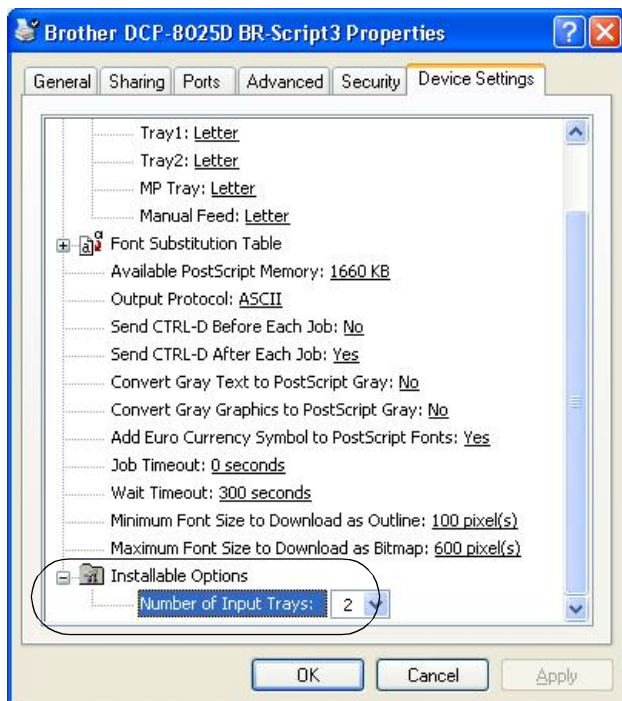 Brother DCP-8025D BR-Script3 Properties
General Sharing Ports Advanced Security Device Settings
Tray1: Letter
Tray2: Letter
MP Tray: Letter
Manual Feed: Letter
Font Substitution Table
Available PostScript Memory: 1660 KB
Output Protocol: ASCII
Send CTRL-D Before Each Job: No
Send CTRL-D After Each Job: Yes
Convert Gray Text to PostScript Gray: No
Convert Gray Graphics to PostScript Gray: No
Add Euro Currency Symbol to PostScript Fonts: Yes
Job Timeout: 0 seconds
Wait Timeout: 300 seconds
Minimum Font Size to Download as Outline: 100 pixel(s)
Maximum Font Size to Download as Bitmap: 600 pixel(s)
Installable Options
Number of Input Trays: 2
OK Cancel Apply